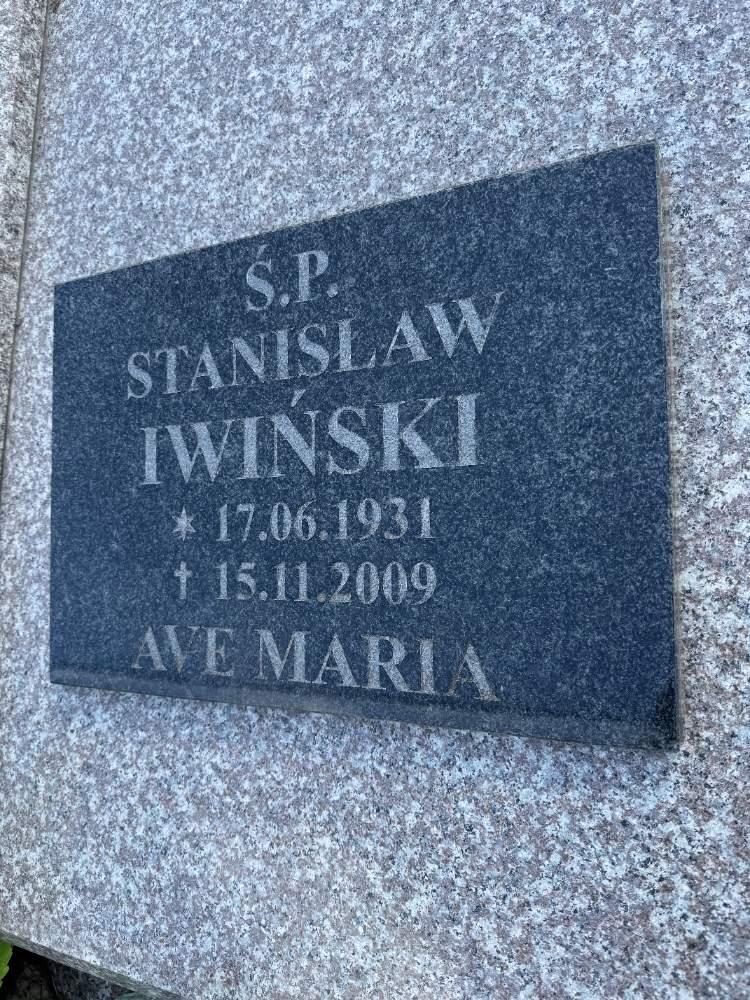 Ś.P.
STANISŁAW
IWIŃSKI
* 17.06.1931
† 15.11.2009
AVE MARIA